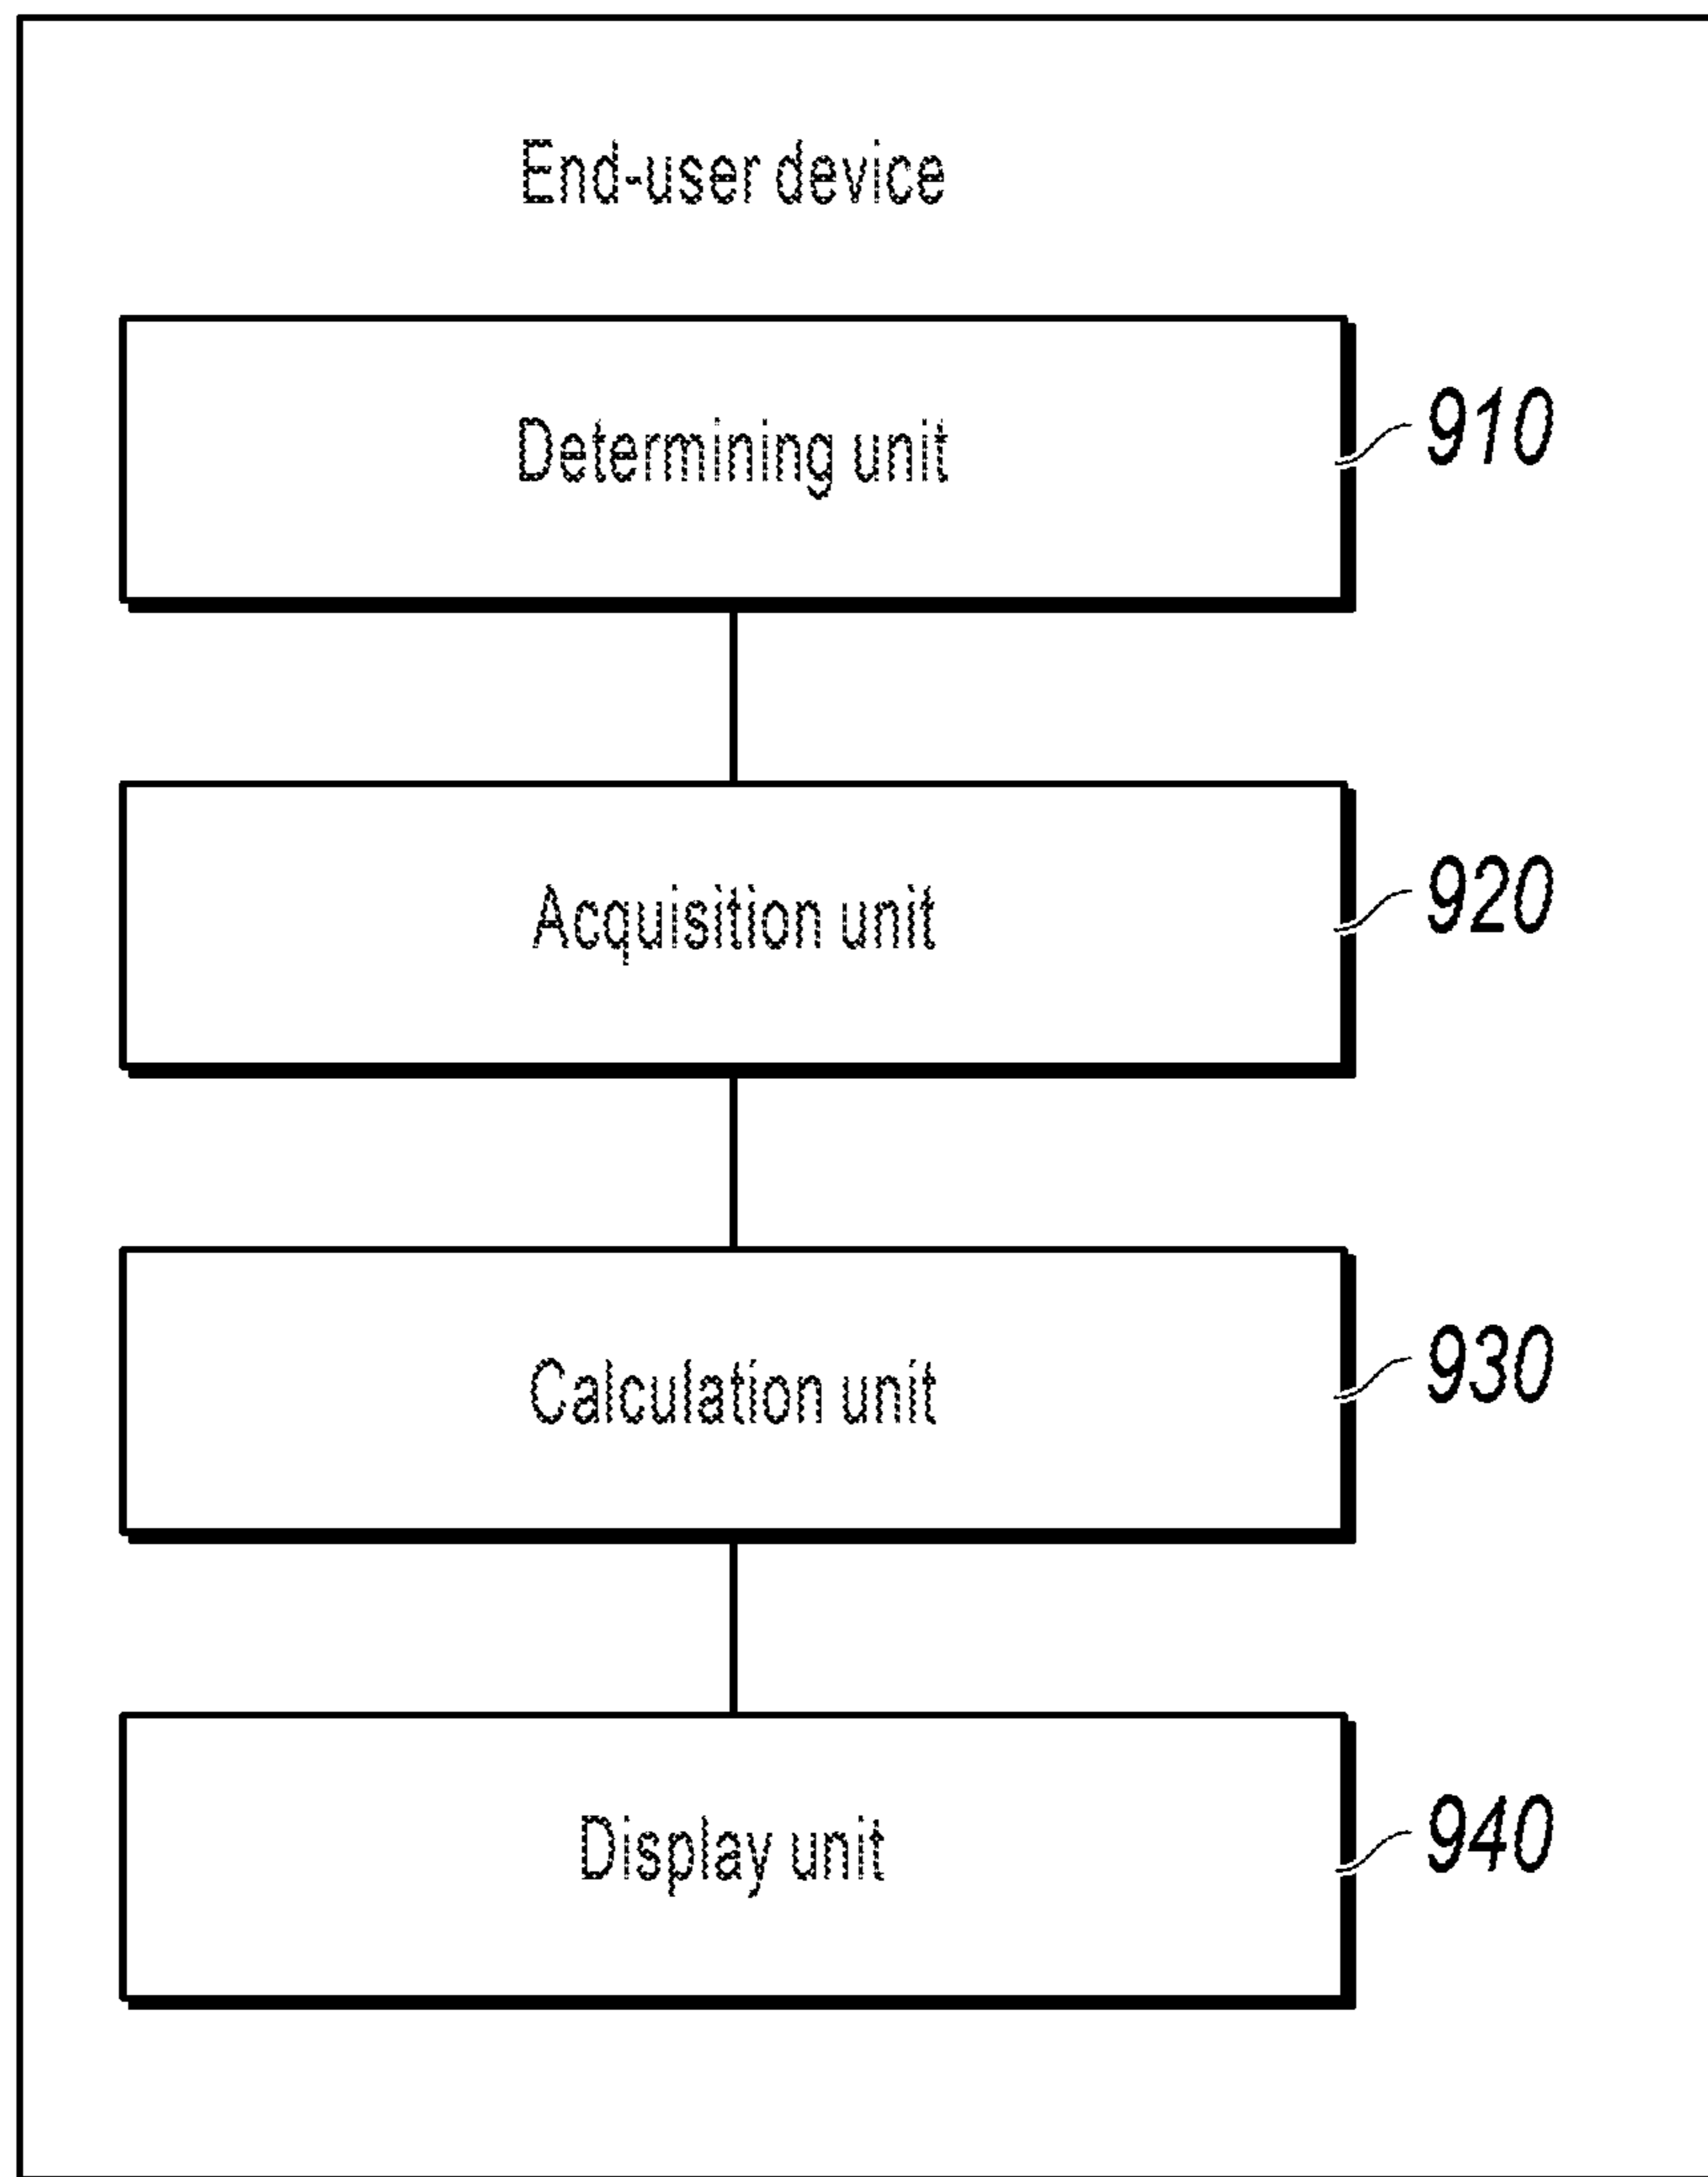 End-user device
Determining unit
910
Acquisition unit
920
Calculation unit
930
Display unit
940